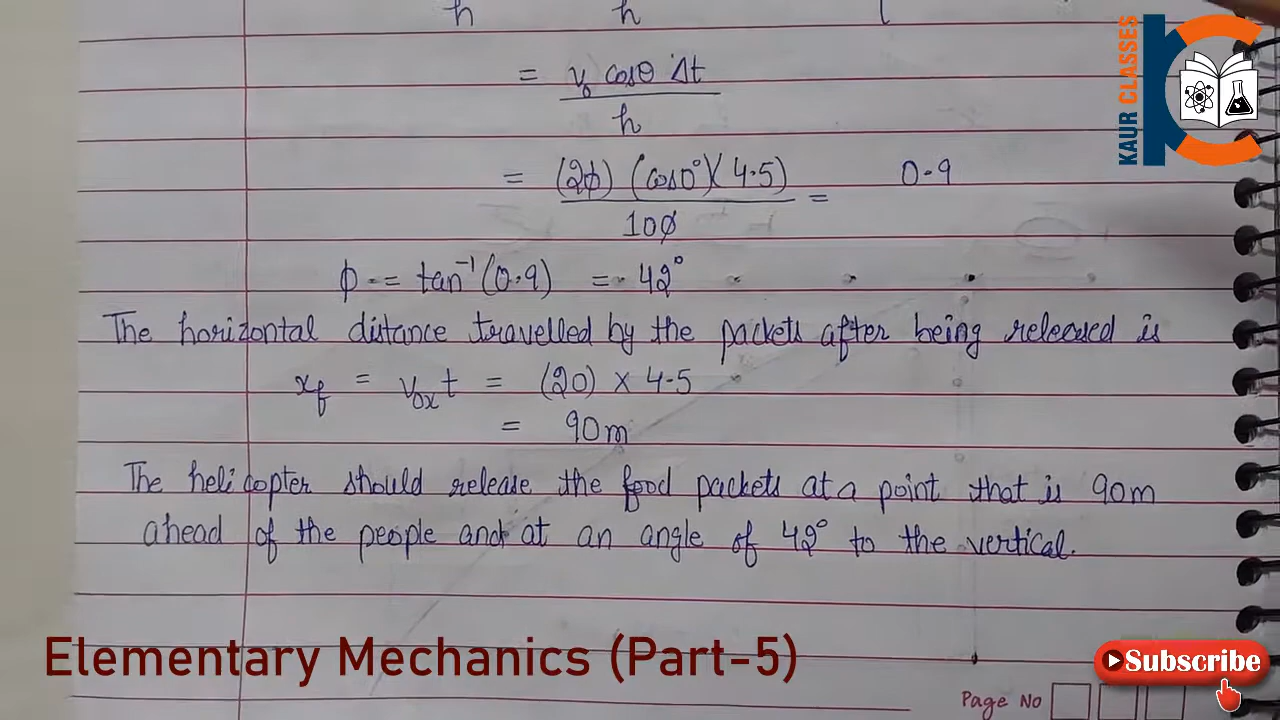 h h t
= v₀ cosθ Δt
h
= (20) (cos0°)(4.5) = 0.9
100
ϕ = tan⁻¹(0.9) = 42°
The horizontal distance travelled by the packets after being released is
x_f = v₀ₓt = (20) × 4.5
= 90m
The helicopter should release the food packets at a point that is 90m
ahead of the people and at an angle of 42° to the vertical.
KAUR CLASSES
Elementary Mechanics (Part-5)
Subscribe
Page No